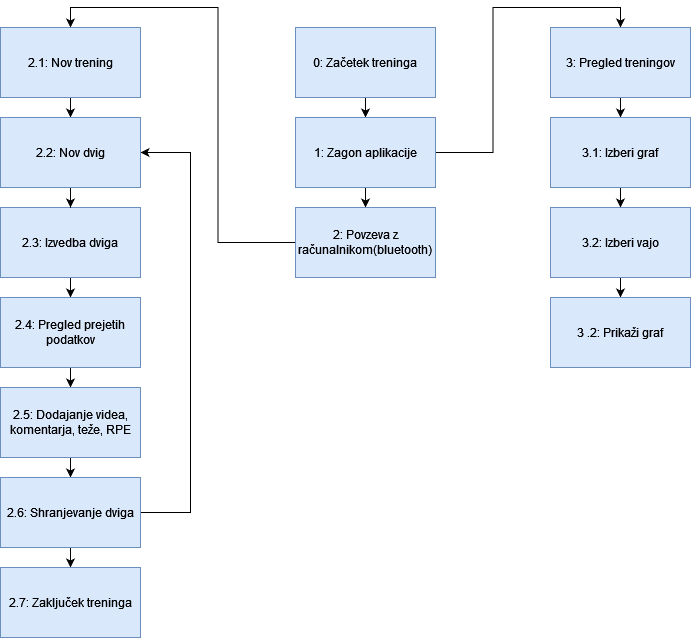 2.1: Nov trening
2.2: Nov dvig
2.3: Izvedba dviga
2.4: Pregled prejetih
podatkov
2.5: Dodajanje videa,
komentarja, teže, RPE
2.6: Shranjevanje dviga
2.7: Zaključek treninga
0: Začetek treninga
1: Zagon aplikacije
2: Povzeva z
računalnikom(bluetooth)
3: Pregled treningov
3.1: Izberi graf
3.2: Izberi vajo
3 .2: Prikaži graf